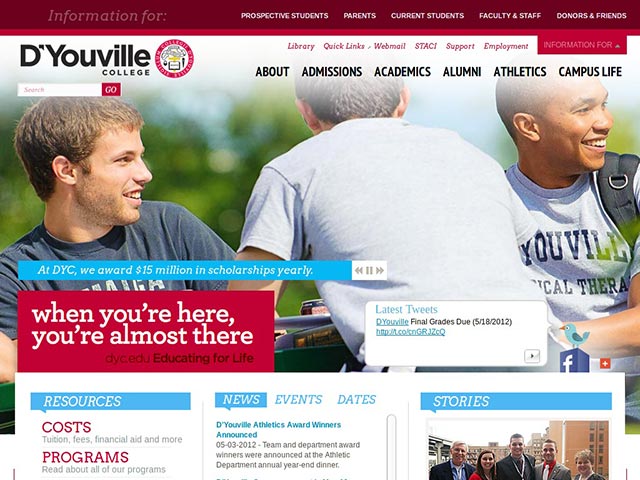 Information for:
PROSPECTIVE STUDENTS PARENTS CURRENT STUDENTS FACULTY & STAFF DONORS & FRIENDS
Library Quick Links > Webmail STACI Support Employment INFORMATION FOR
D'Youville
COLLEGE
ABOUT ADMISSIONS ACADEMICS ALUMNI ATHLETICS CAMPUS LIFE
Search GO
YOUVILLE
At DYC, we award $15 million in scholarships yearly.
when you're here,
you're almost there
dyc.edu Educating for Life
Latest Tweets
DYouville Final Grades Due (5/18/2012)
http://t.co/cnGRJZcQ
RESOURCES
COSTS
Tuition, fees, financial aid and more
PROGRAMS
Read about all of our programs
NEWS EVENTS DATES
D'Youville Athletics Award Winners
Announced
05-03-2012 - Team and department award
winners were announced at the Athletic
Department annual year-end dinner.
STORIES